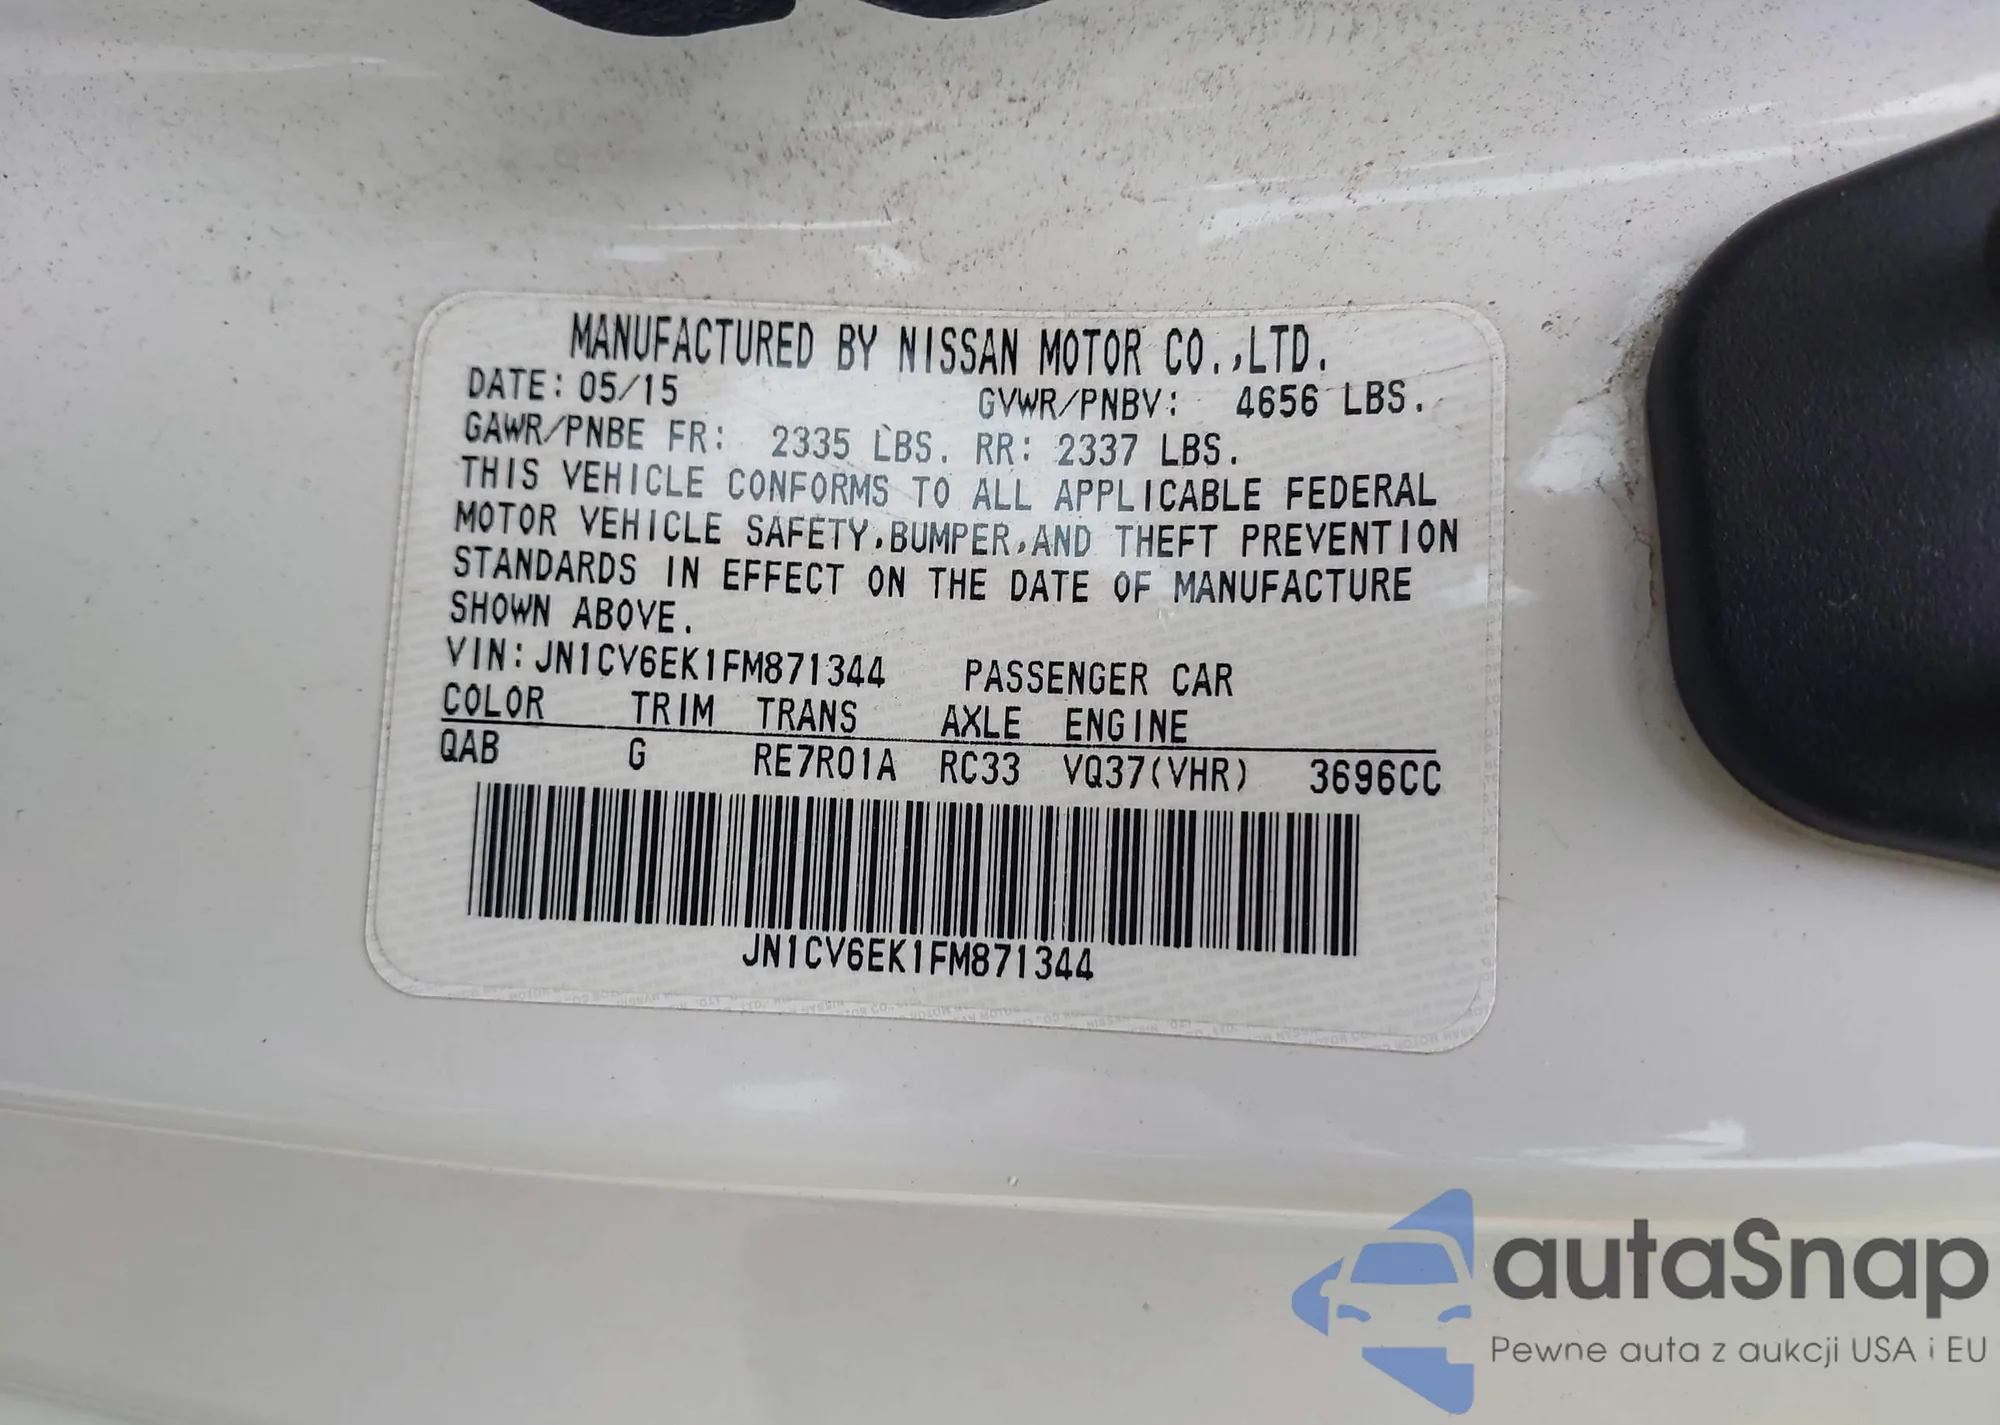 MANUFACTURED BY NISSAN MOTOR CO.,LTD.
DATE: 05/15 GVWR/PNBV: 4656 LBS.
GAWR/PNBE FR: 2335 LBS. RR: 2337 LBS.
THIS VEHICLE CONFORMS TO ALL APPLICABLE FEDERAL
MOTOR VEHICLE SAFETY,BUMPER,AND THEFT PREVENTION
STANDARDS IN EFFECT ON THE DATE OF MANUFACTURE
SHOWN ABOVE.
VIN: JN1CV6EK1FM871344 PASSENGER CAR
COLOR TRIM TRANS AXLE ENGINE
QAB G RE7R01A RC33 VQ37(VHR) 3696CC
JN1CV6EK1FM871344
autaSnap
Pewne auta z aukcji USA i EU